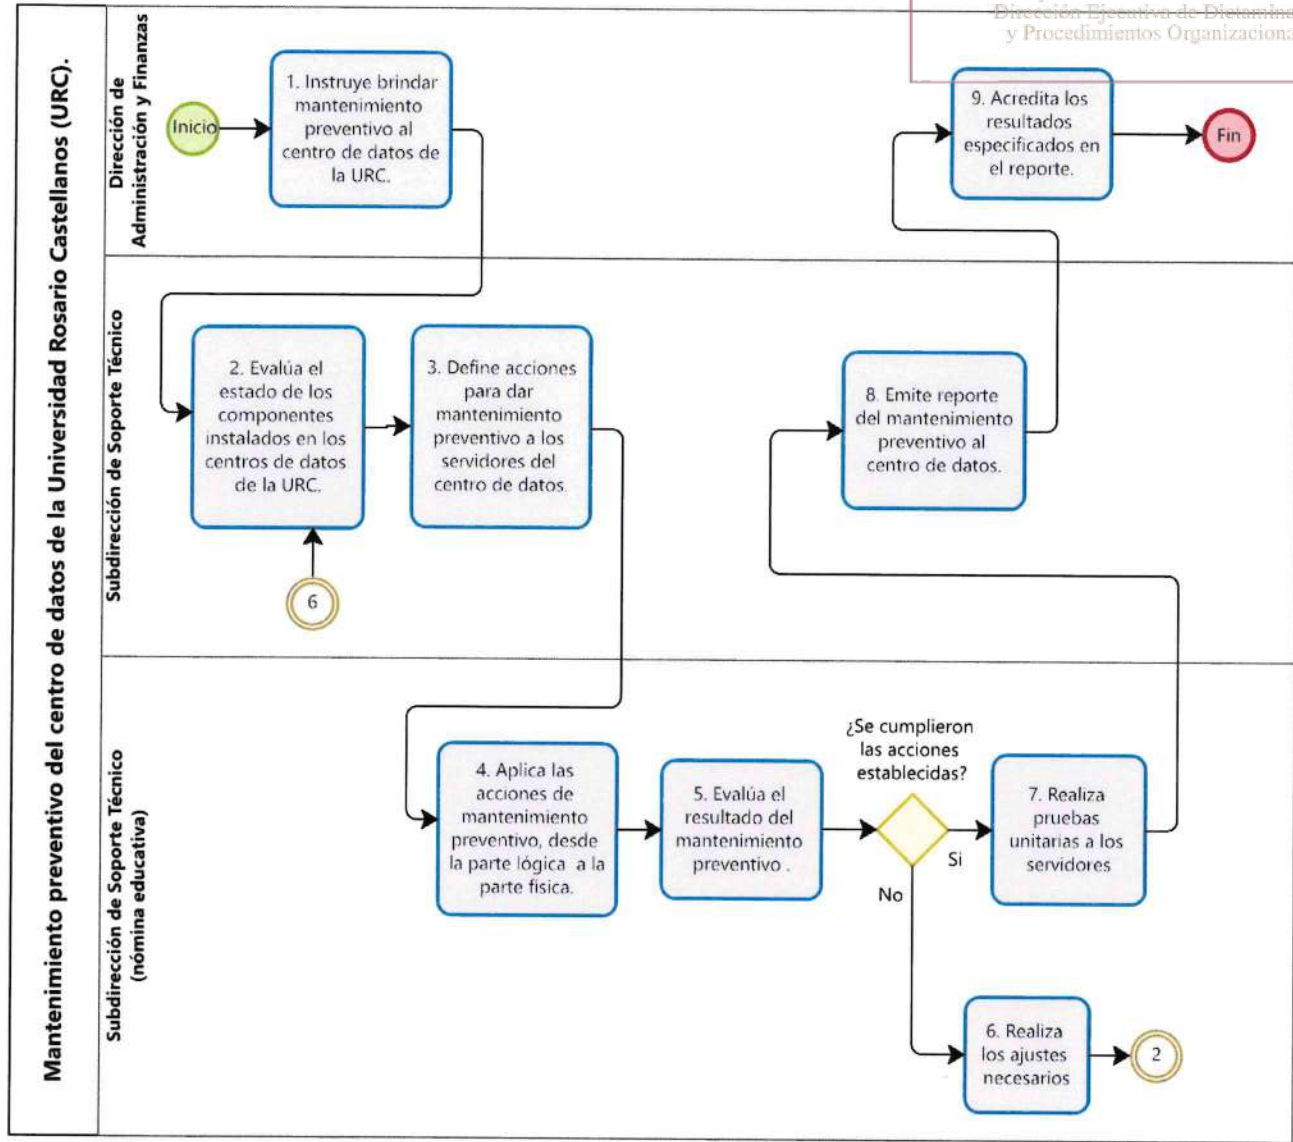 Dirección Ejecutiva de Dictamina
y Procedimientos Organizaciona
Mantenimiento preventivo del centro de datos de la Universidad Rosario Castellanos (URC).
Dirección de
Administración y Finanzas
Inicio
1. Instruye brindar
mantenimiento
preventivo al
centro de datos de
la URC.
9. Acredita los
resultados
especificados en
el reporte.
Fin
Subdirección de Soporte Técnico
2. Evalúa el
estado de los
componentes
instalados en los
centros de datos
de la URC.
6
3. Define acciones
para dar
mantenimiento
preventivo a los
servidores del
centro de datos.
8. Emite reporte
del mantenimiento
preventivo al
centro de datos.
Subdirección de Soporte Técnico
(nómina educativa)
4. Aplica las
acciones de
mantenimiento
preventivo, desde
la parte lógica a la
parte física.
5. Evalúa el
resultado del
mantenimiento
preventivo .
¿Se cumplieron
las acciones
establecidas?
Si
No
7. Realiza
pruebas
unitarias a los
servidores
6. Realiza
los ajustes
necesarios
2